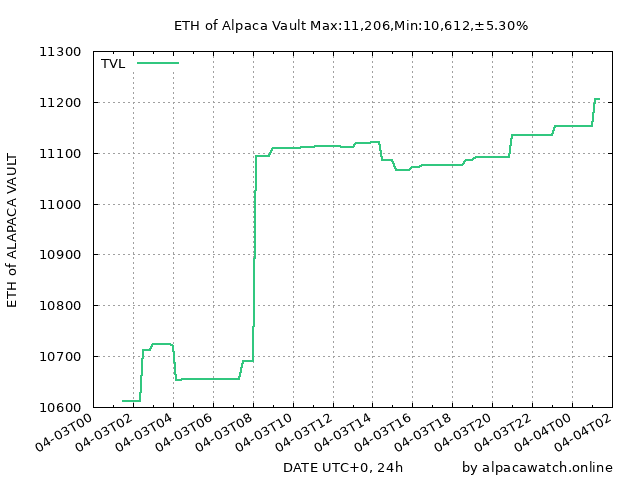 ETH of Alpaca Vault Max:11,206,Min:10,612,±5.30%
TVL
11300
11200
11100
11000
10900
10800
10700
10600
ETH of ALAPACA VAULT
04-03T00
04-03T02
04-03T04
04-03T06
04-03T08
04-03T10
04-03T12
04-03T14
04-03T16
04-03T18
04-03T20
04-03T22
04-04T00
04-04T02
DATE UTC+0, 24h
by alpacawatch.online